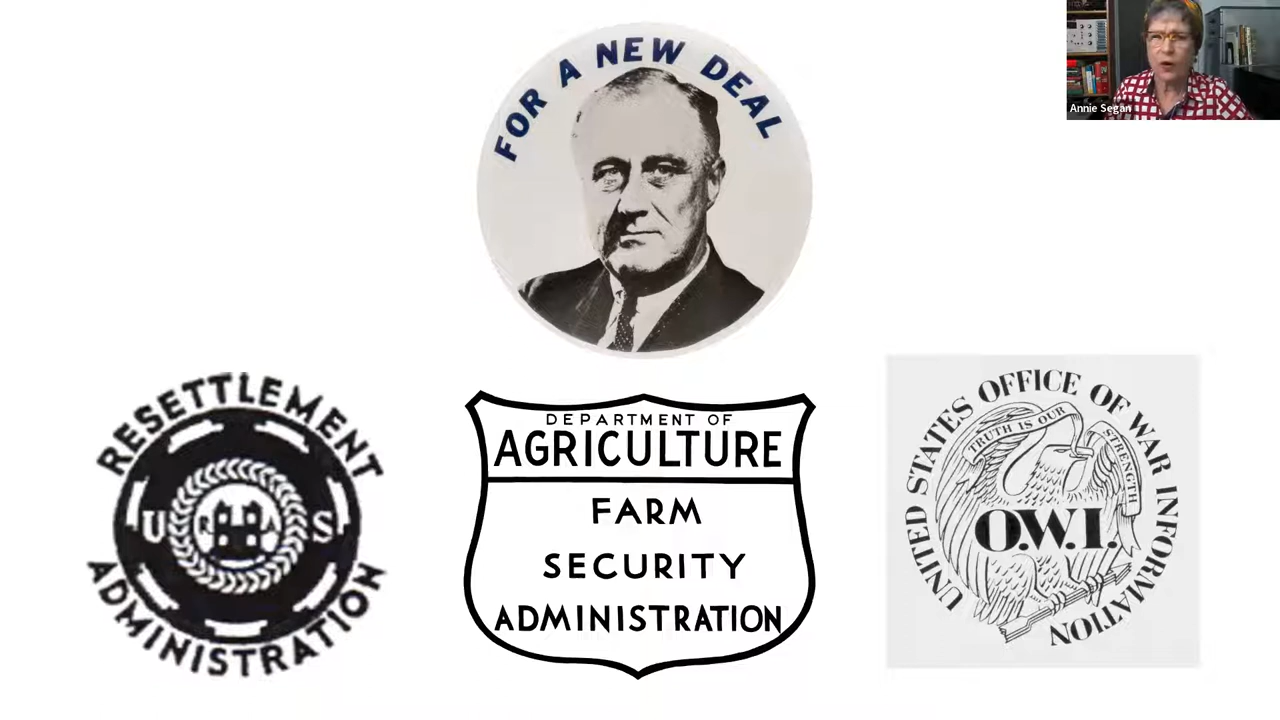 FOR A NEW DEAL
Annie Segan
RESETTLEMENT
U S
R A
ADMINISTRATION
DEPARTMENT OF
AGRICULTURE
FARM
SECURITY
ADMINISTRATION
UNITED STATES OFFICE OF WAR INFORMATION
TRUTH IS OUR
STRENGTH
O.W.I.